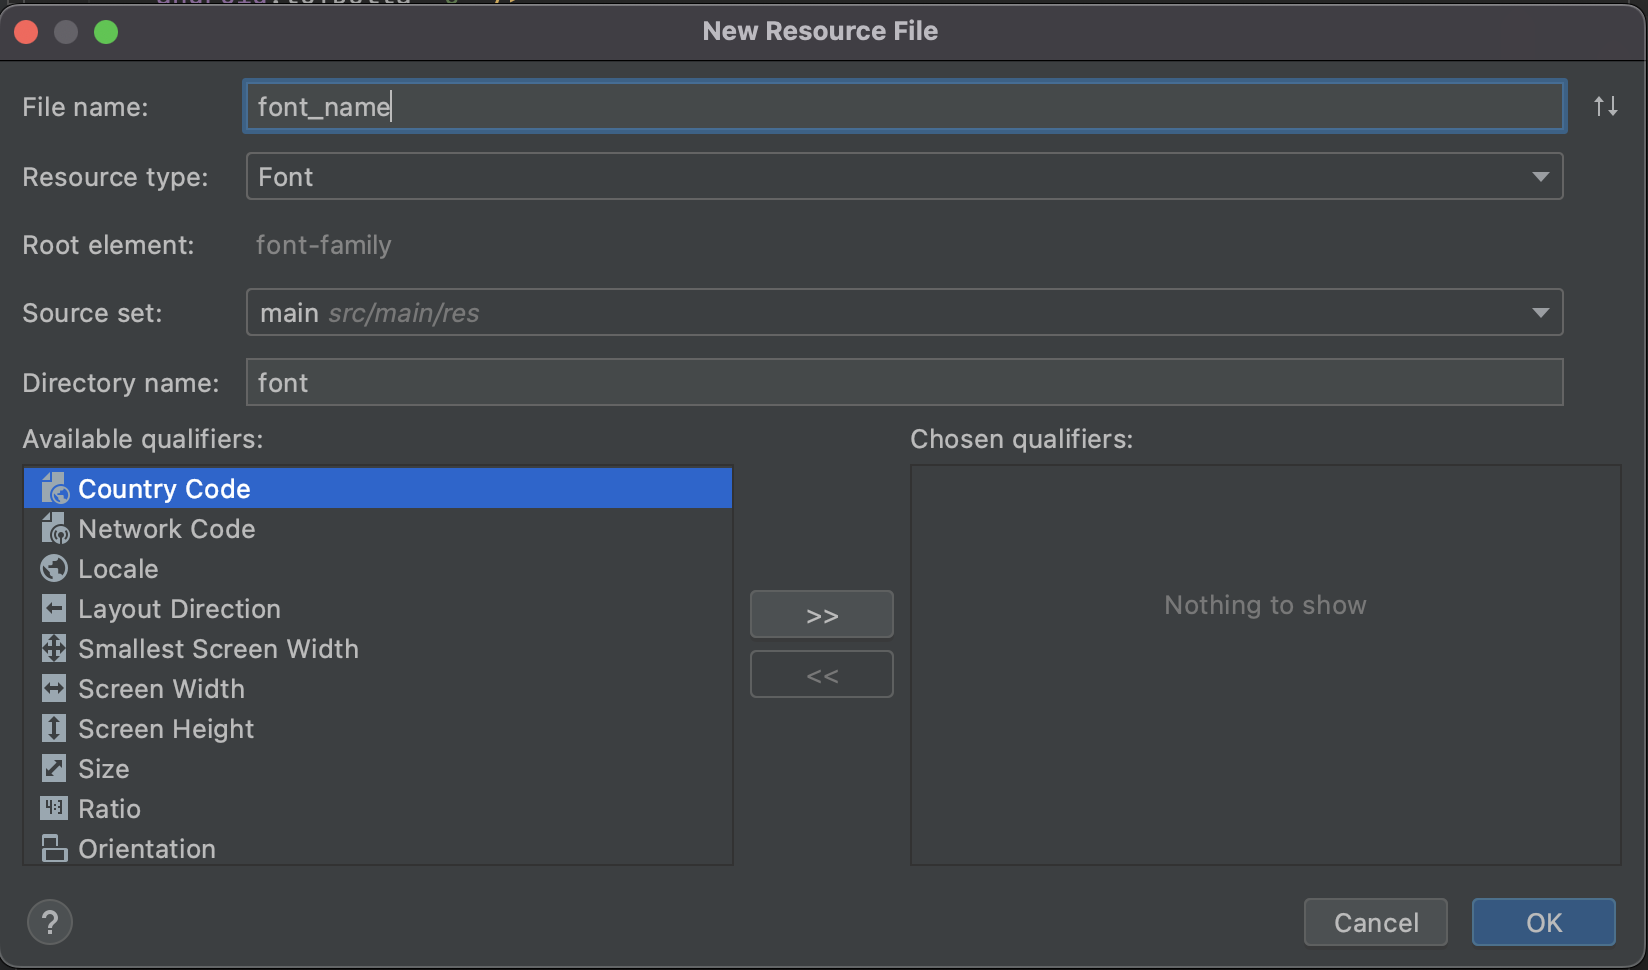 New Resource File
File name: font_name
Resource type: Font
Root element: font-family
Source set: main src/main/res
Directory name: font
Available qualifiers:
Chosen qualifiers:
Country Code
Network Code
Locale
Layout Direction
Smallest Screen Width
Screen Width
Screen Height
Size
4:3 Ratio
Orientation
>>
<<
Nothing to show
?
Cancel
OK